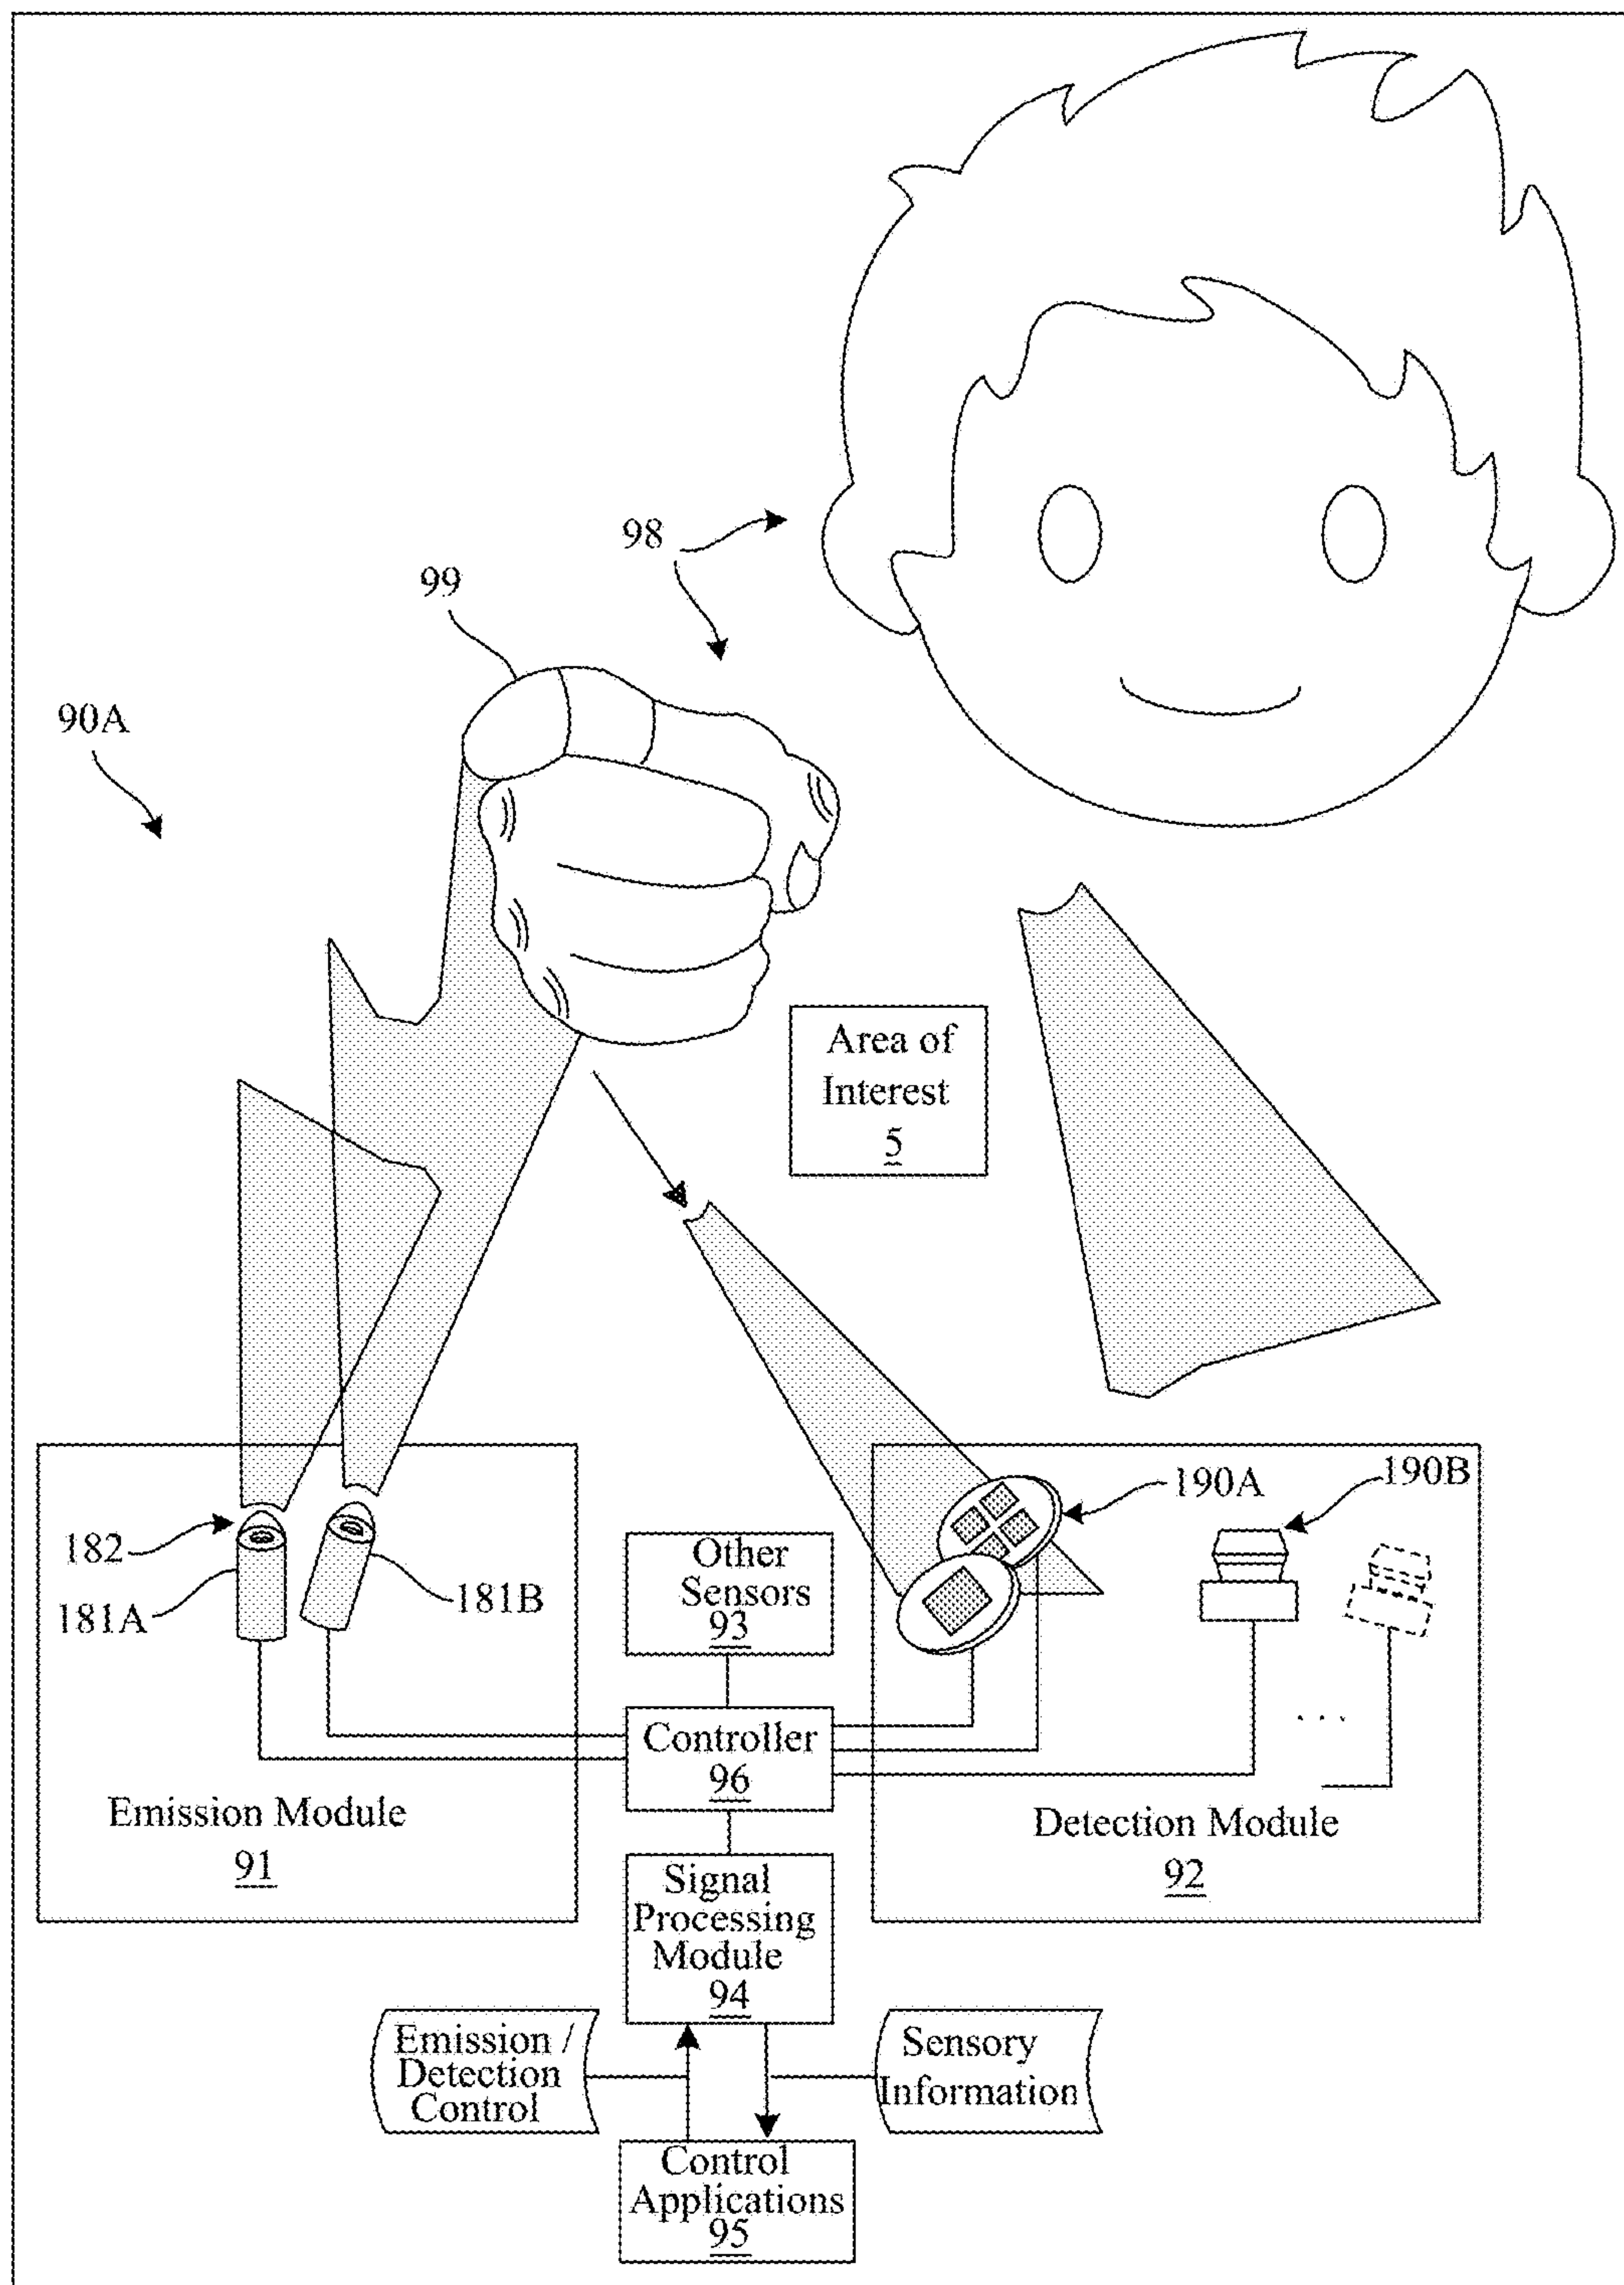 98
99
90A
Area of
Interest
5
190A
190B
182
181A
181B
Other
Sensors
93
Controller
96
Emission Module
91
Detection Module
92
. . .
Signal
Processing
Module
94
Emission /
Detection
Control
Sensory
Information
Control
Applications
95